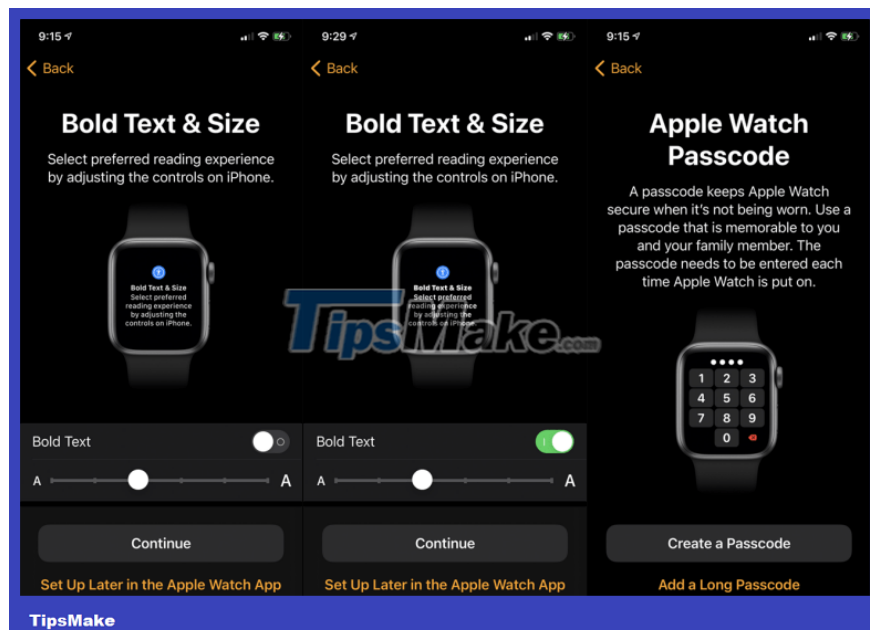 9:15
Back
Bold Text & Size
Select preferred reading experience
by adjusting the controls on iPhone.
Bold Text & Size
Select preferred
reading experience
by adjusting the
controls on iPhone.
Bold Text
A A
Continue
Set Up Later in the Apple Watch App
9:29
Back
Bold Text & Size
Select preferred reading experience
by adjusting the controls on iPhone.
Bold Text & Size
Select preferred
reading experience
by adjusting the
controls on iPhone.
Bold Text
A A
Continue
Set Up Later in the Apple Watch App
9:15
Back
Apple Watch
Passcode
A passcode keeps Apple Watch
secure when it's not being worn. Use a
passcode that is memorable to you
and your family member. The
passcode needs to be entered each
time Apple Watch is put on.
1 2 3
4 5 6
7 8 9
0
Create a Passcode
Add a Long Passcode
TipsMake.com
TipsMake